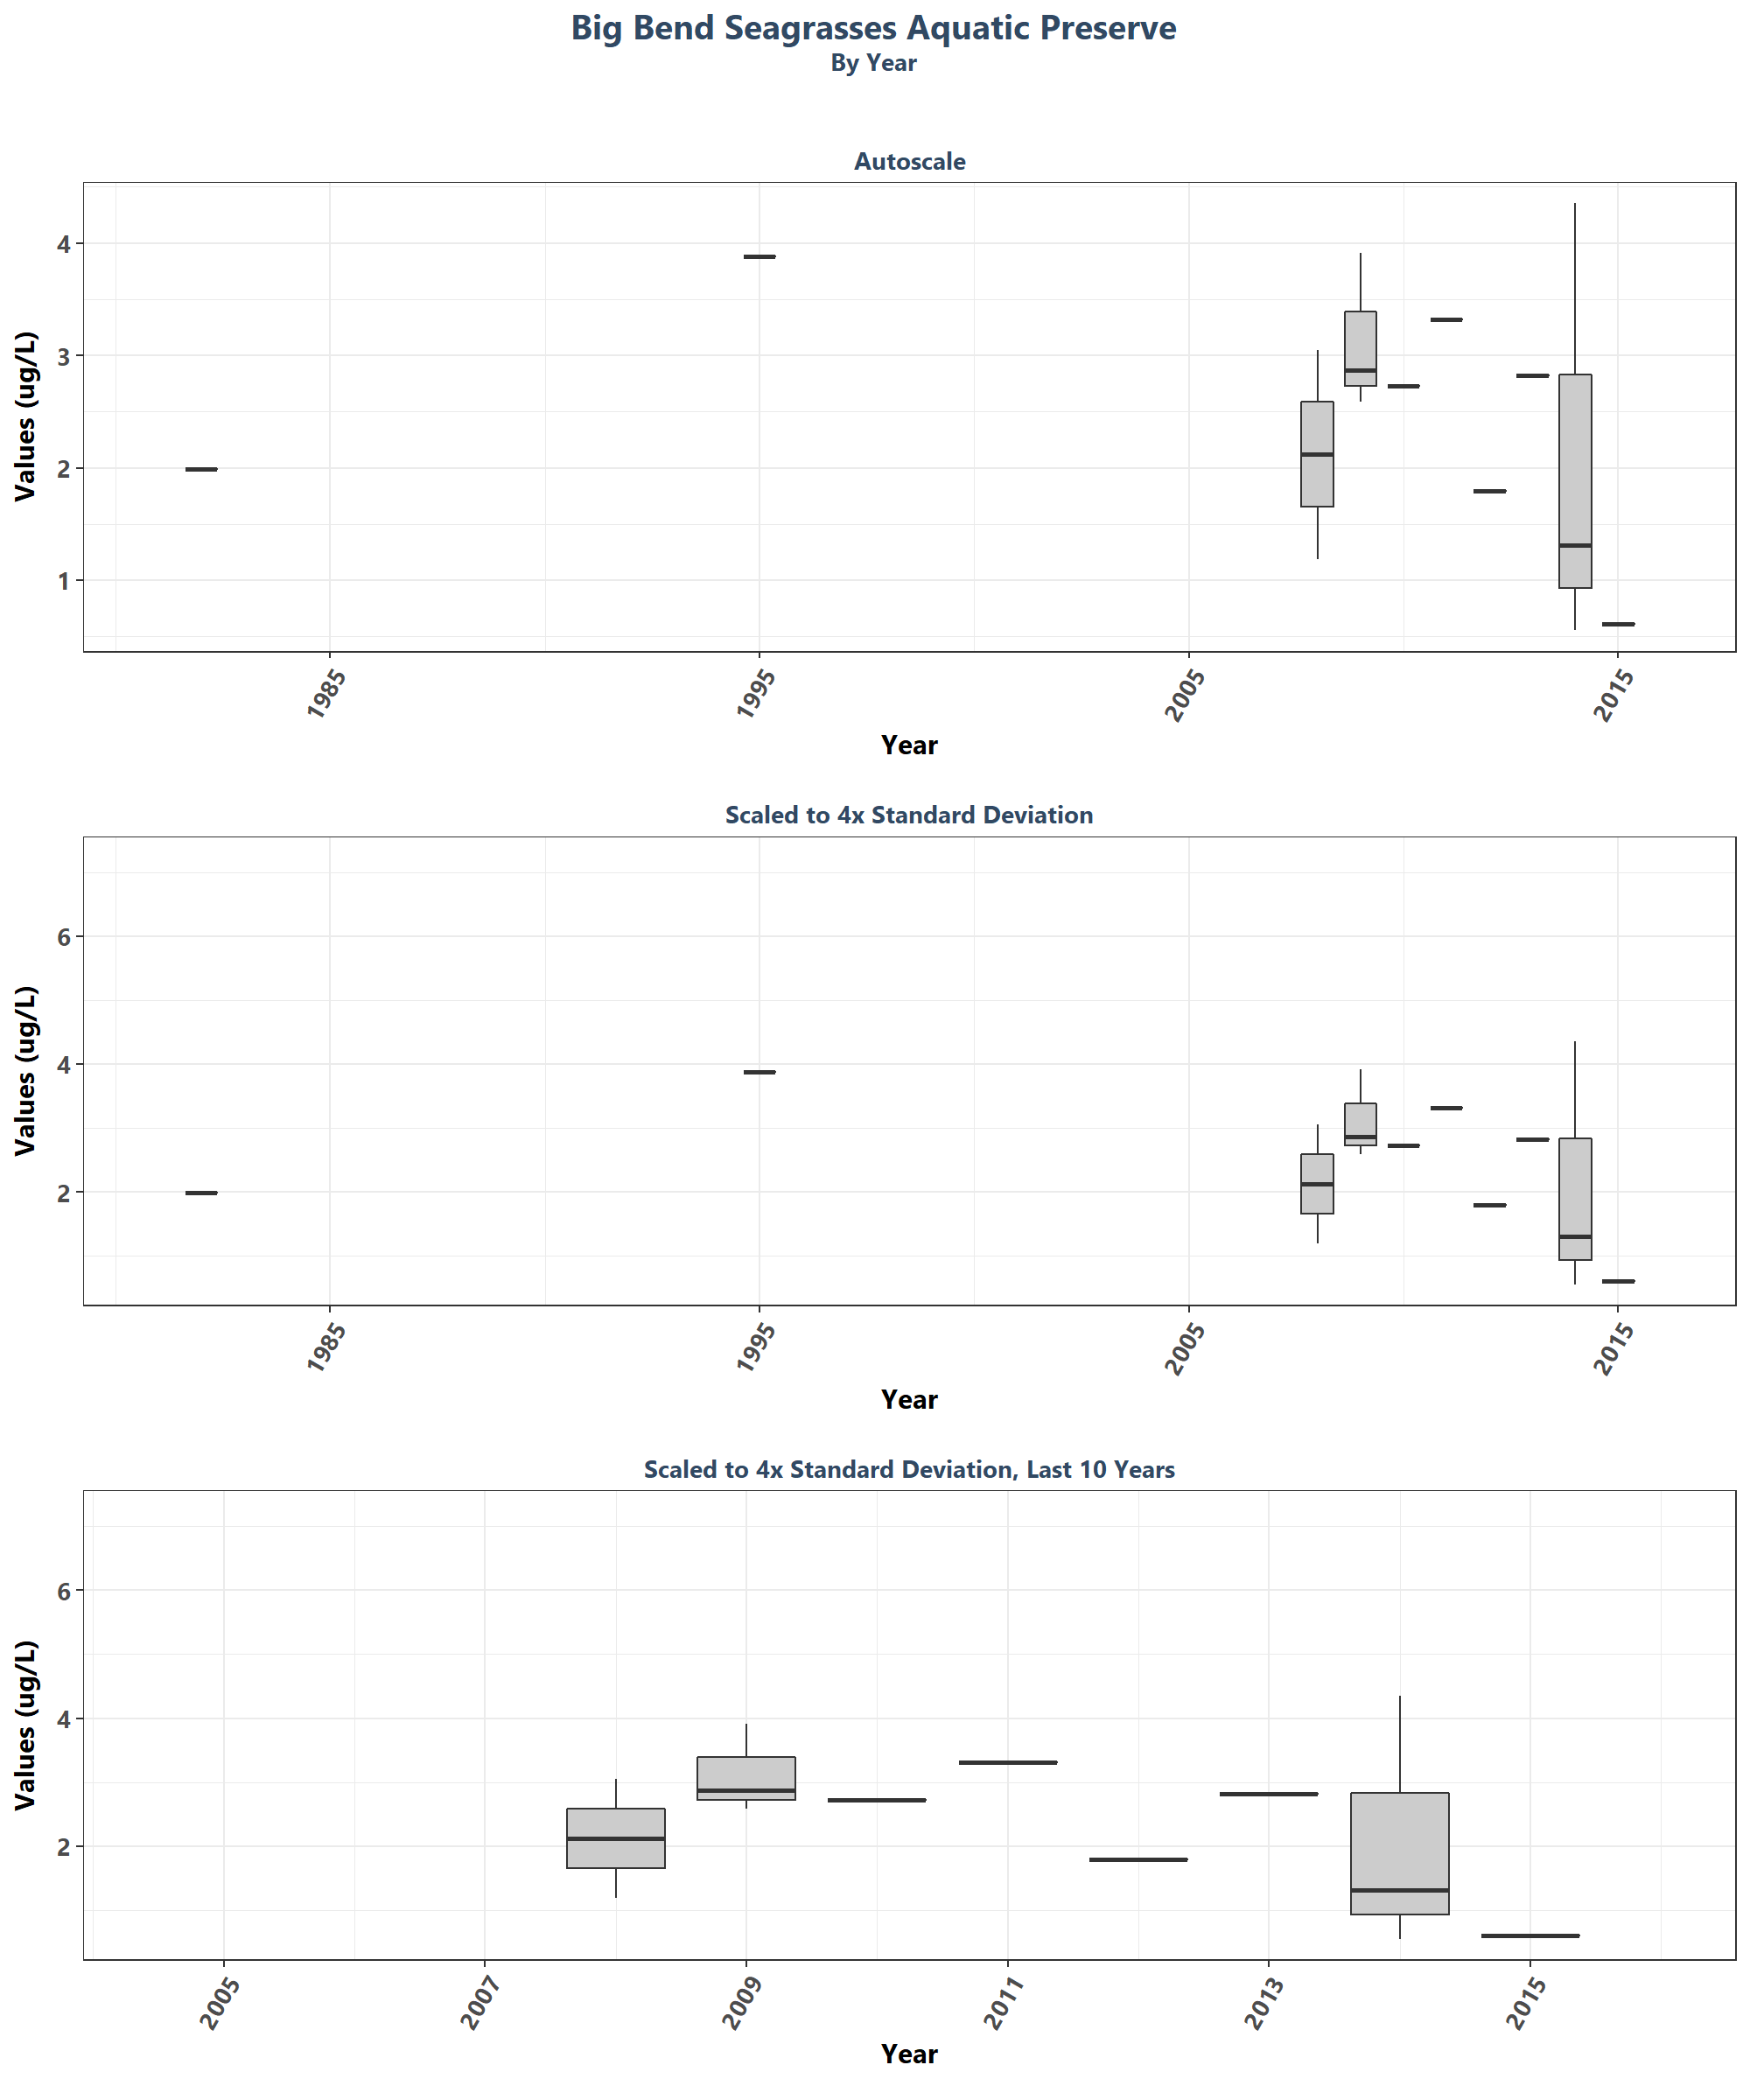 Big Bend Seagrasses Aquatic Preserve
By Year
Autoscale
Values (ug/L)
4
3
2
1
1985
1995
2005
2015
Year
Scaled to 4x Standard Deviation
Values (ug/L)
6
4
2
1985
1995
2005
2015
Year
Scaled to 4x Standard Deviation, Last 10 Years
Values (ug/L)
6
4
2
2005
2007
2009
2011
2013
2015
Year